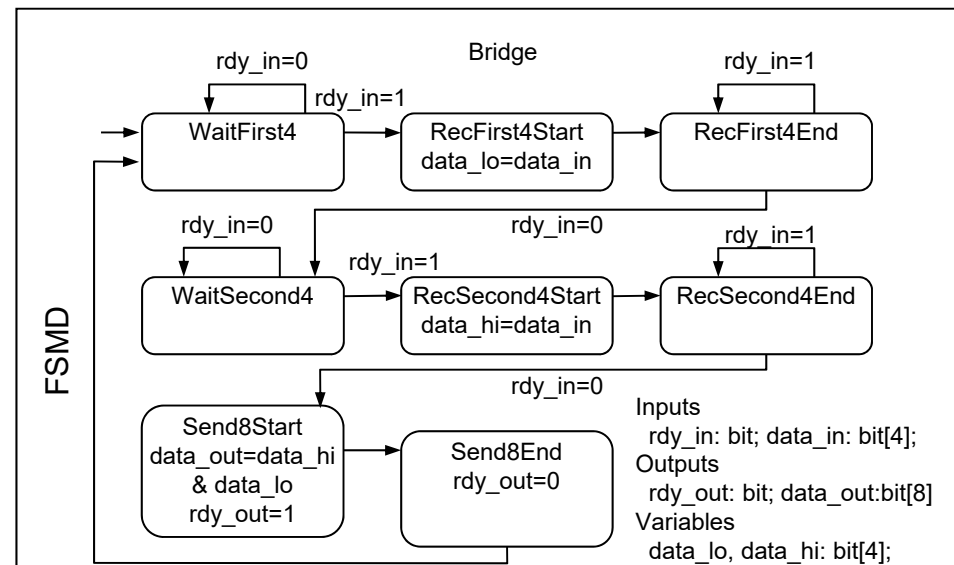 Bridge
rdy_in=0
rdy_in=1
rdy_in=1
WaitFirst4
RecFirst4Start
data_lo=data_in
RecFirst4End
rdy_in=0
rdy_in=0
rdy_in=1
rdy_in=1
WaitSecond4
RecSecond4Start
data_hi=data_in
RecSecond4End
rdy_in=0
FSMD
Send8Start
data_out=data_hi
& data_lo
rdy_out=1
Send8End
rdy_out=0
Inputs
rdy_in: bit; data_in: bit[4];
Outputs
rdy_out: bit; data_out:bit[8]
Variables
data_lo, data_hi: bit[4];